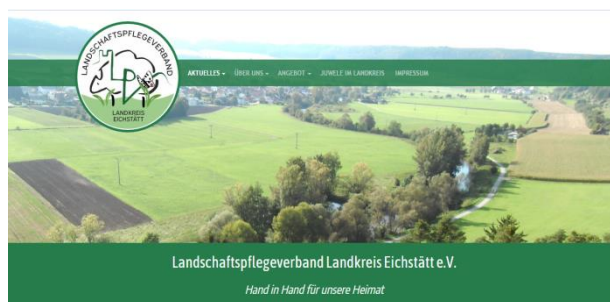 LANDSCHAFTSPFLEGEVERBAND
LANDKREIS
EICHSTÄTT
AKTUELLES ÜBER UNS ANGEBOT JUWELE IM LANDKREIS IMPRESSUM
Landschaftspflegeverband Landkreis Eichstätt e.V.
Hand in Hand für unsere Heimat